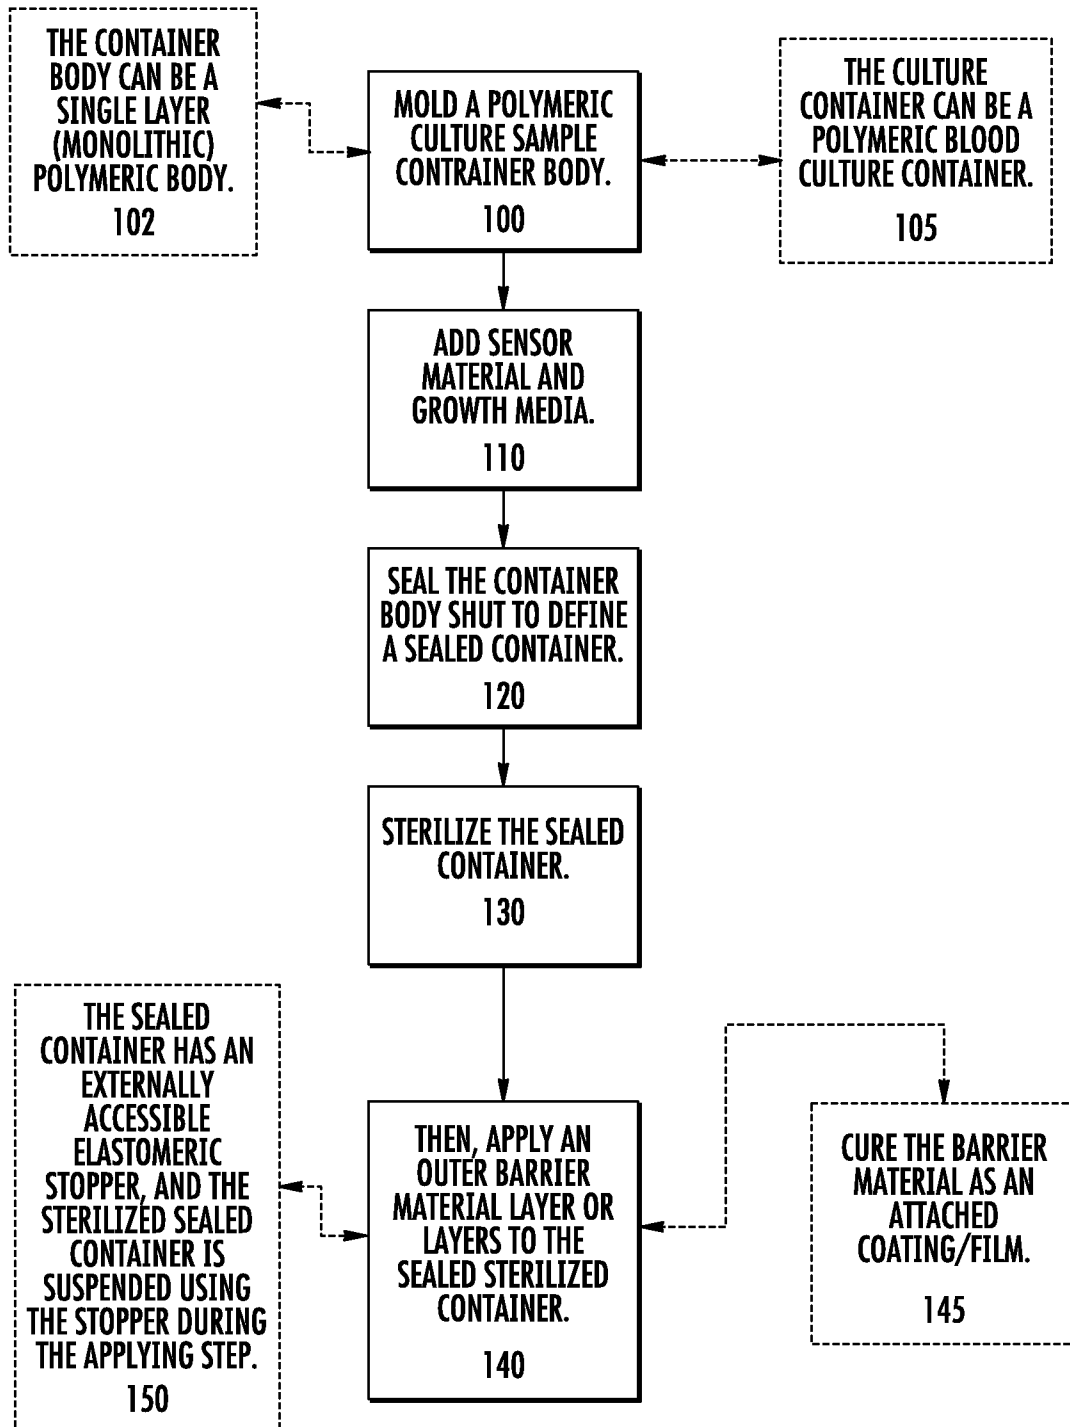 THE CONTAINER
BODY CAN BE A
SINGLE LAYER
(MONOLITHIC)
POLYMERIC BODY.
102
MOLD A POLYMERIC
CULTURE SAMPLE
CONTRAINER BODY.
100
THE CULTURE
CONTAINER CAN BE A
POLYMERIC BLOOD
CULTURE CONTAINER.
105
ADD SENSOR
MATERIAL AND
GROWTH MEDIA.
110
SEAL THE CONTAINER
BODY SHUT TO DEFINE
A SEALED CONTAINER.
120
STERILIZE THE SEALED
CONTAINER.
130
THE SEALED
CONTAINER HAS AN
EXTERNALLY
ACCESSIBLE
ELASTOMERIC
STOPPER, AND THE
STERILIZED SEALED
CONTAINER IS
SUSPENDED USING
THE STOPPER DURING
THE APPLYING STEP.
150
THEN, APPLY AN
OUTER BARRIER
MATERIAL LAYER OR
LAYERS TO THE
SEALED STERILIZED
CONTAINER.
140
CURE THE BARRIER
MATERIAL AS AN
ATTACHED
COATING/FILM.
145